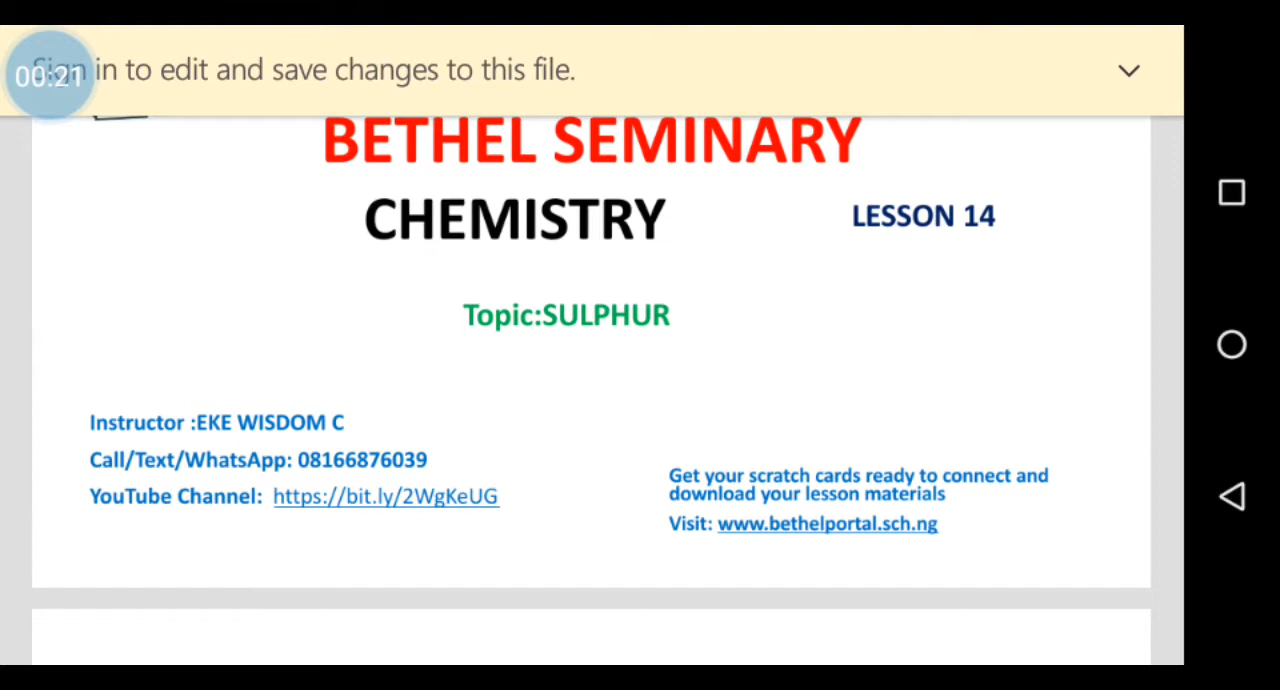 Sign in to edit and save changes to this file.
00:21
BETHEL SEMINARY
CHEMISTRY
LESSON 14
Topic:SULPHUR
Instructor :EKE WISDOM C
Call/Text/WhatsApp: 08166876039
YouTube Channel: https://bit.ly/2WgKeUG
Get your scratch cards ready to connect and
download your lesson materials
Visit: www.bethelportal.sch.ng